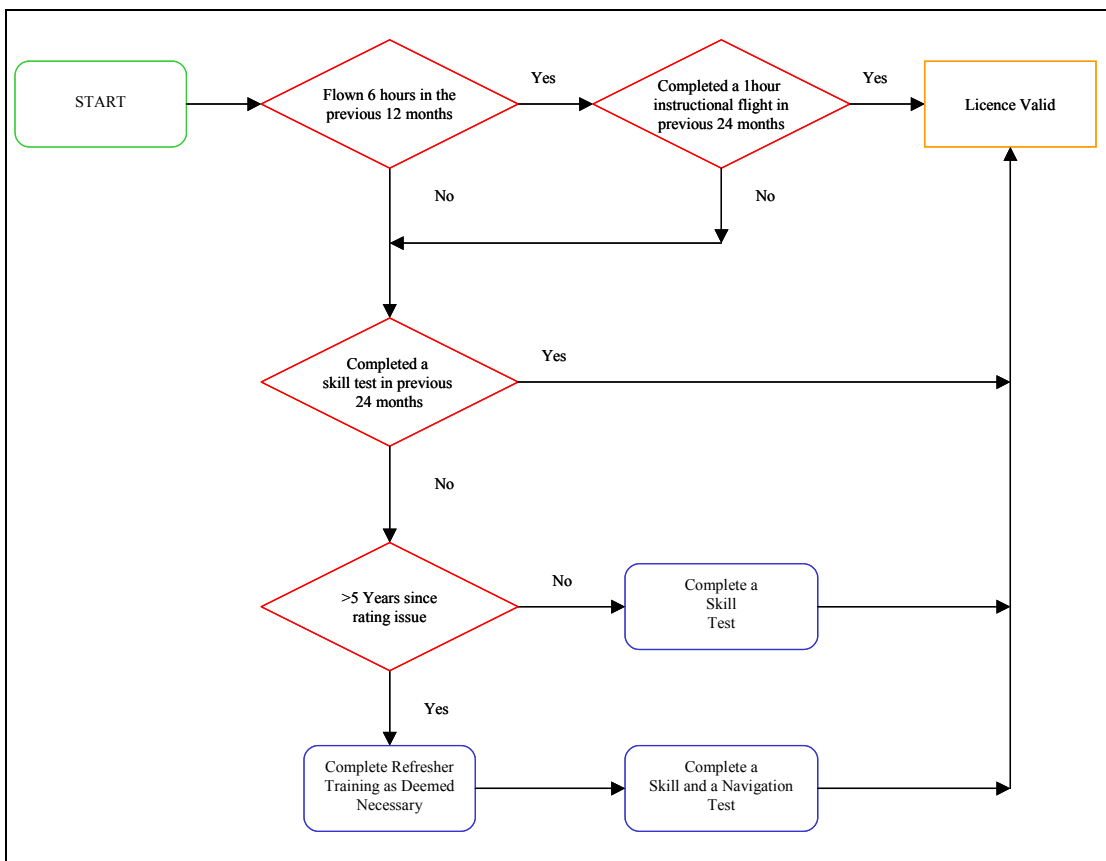 START
Flown 6 hours in the
previous 12 months
Yes
Completed a 1hour
instructional flight in
previous 24 months
Yes
Licence Valid
No
No
Completed a
skill test in previous
24 months
Yes
No
>5 Years since
rating issue
No
Complete a
Skill
Test
Yes
Complete Refresher
Training as Deemed
Necessary
Complete a
Skill and a Navigation
Test